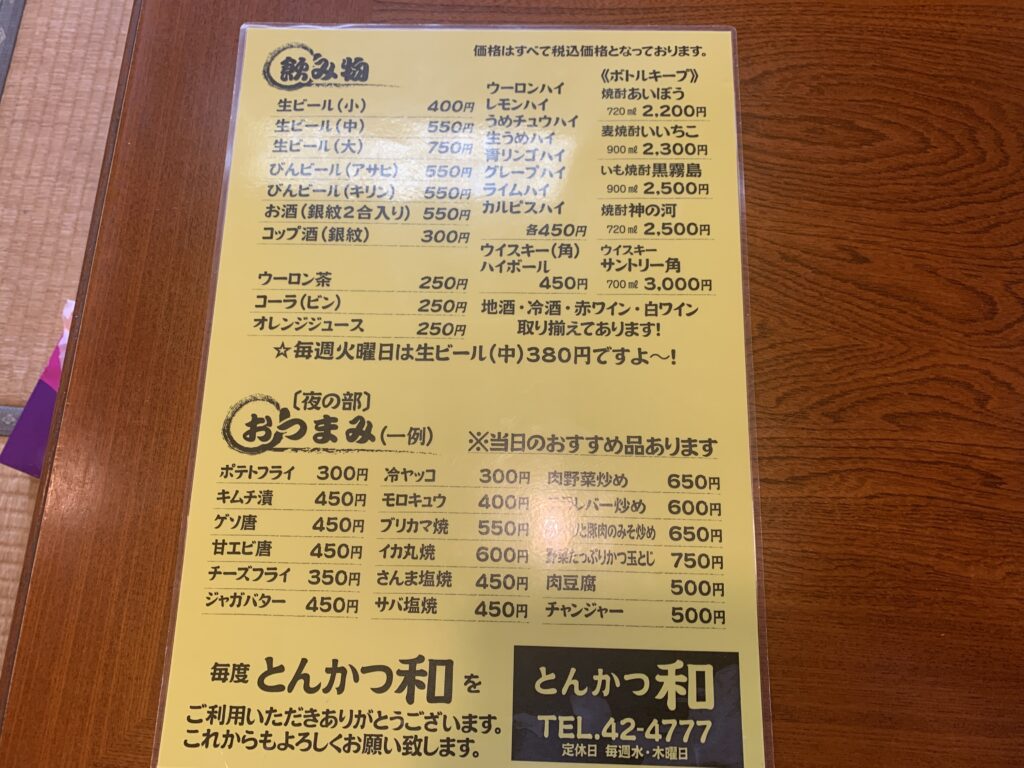 価格はすべて税込価格となっております。
飲み物
生ビール(小) 400円
生ビール(中) 550円
生ビール(大) 750円
びんビール(アサヒ) 550円
びんビール(キリン) 550円
お酒(銀紋2合入り) 550円
コップ酒(銀紋) 300円
ウーロン茶 250円
コーラ(ビン) 250円
オレンジジュース 250円
ウーロンハイ
レモンハイ
うめチュウハイ
生うめハイ
青リンゴハイ
グレープハイ
ライムハイ
カルピスハイ
各450円
ウイスキー(角)
ハイボール
450円
《ボトルキープ》
焼酎あいぼう
720㎖ 2,200円
麦焼酎いいちこ
900㎖ 2,300円
いも焼酎黒霧島
900㎖ 2,500円
焼酎神の河
720㎖ 2,500円
ウイスキー
サントリー角
700㎖ 3,000円
地酒・冷酒・赤ワイン・白ワイン
取り揃えてあります!
☆毎週火曜日は生ビール(中)380円ですよ〜!
〔夜の部〕
おつまみ(一例)
※当日のおすすめ品あります
ポテトフライ 300円
キムチ漬 450円
ゲソ唐 450円
甘エビ唐 450円
チーズフライ 350円
ジャガバター 450円
冷ヤッコ 300円
モロキュウ 400円
ブリカマ焼 550円
イカ丸焼 600円
さんま塩焼 450円
サバ塩焼 450円
肉野菜炒め 650円
レバー炒め 600円
と豚肉のみそ炒め 650円
野菜たっぷりかつ玉とじ 750円
肉豆腐 500円
チャンジャー 500円
毎度 とんかつ和 を
ご利用いただきありがとうございます。
これからもよろしくお願い致します。
とんかつ和
TEL.42-4777
定休日 毎週水・木曜日